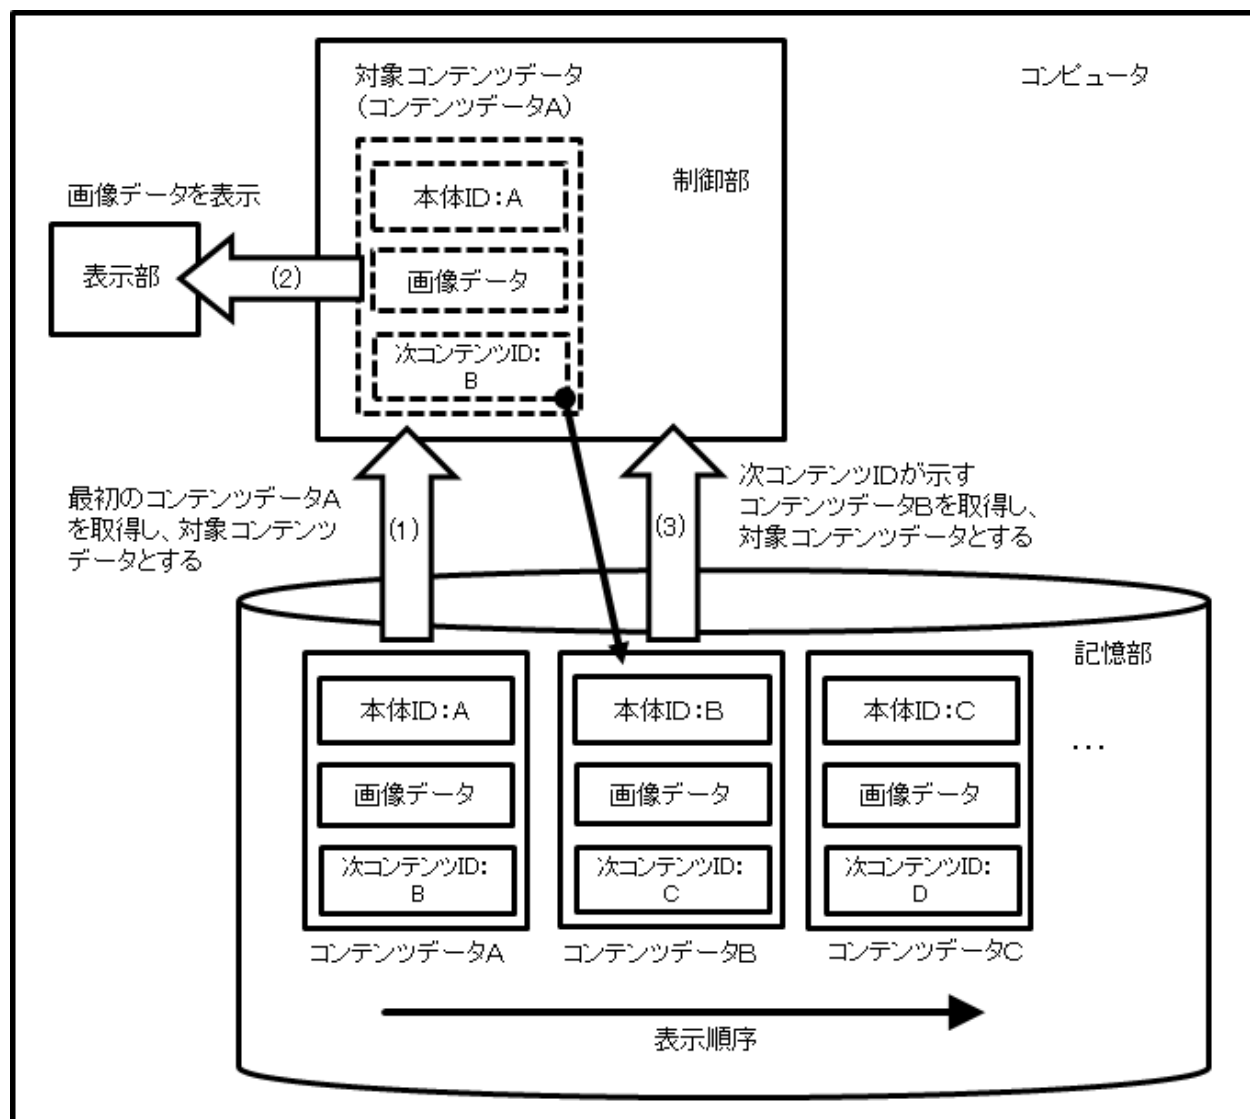 対象コンテンツデータ
（コンテンツデータA）
コンピュータ
本体ID：A
制御部
画像データを表示
表示部
(2)
画像データ
次コンテンツID：
B
最初のコンテンツデータA
を取得し、対象コンテンツ
データとする
(1)
(3)
次コンテンツIDが示す
コンテンツデータBを取得し、
対象コンテンツデータとする
記憶部
本体ID：A
画像データ
次コンテンツID：
B
コンテンツデータA
本体ID：B
画像データ
次コンテンツID：
C
コンテンツデータB
本体ID：C
画像データ
次コンテンツID：
D
コンテンツデータC
…
表示順序